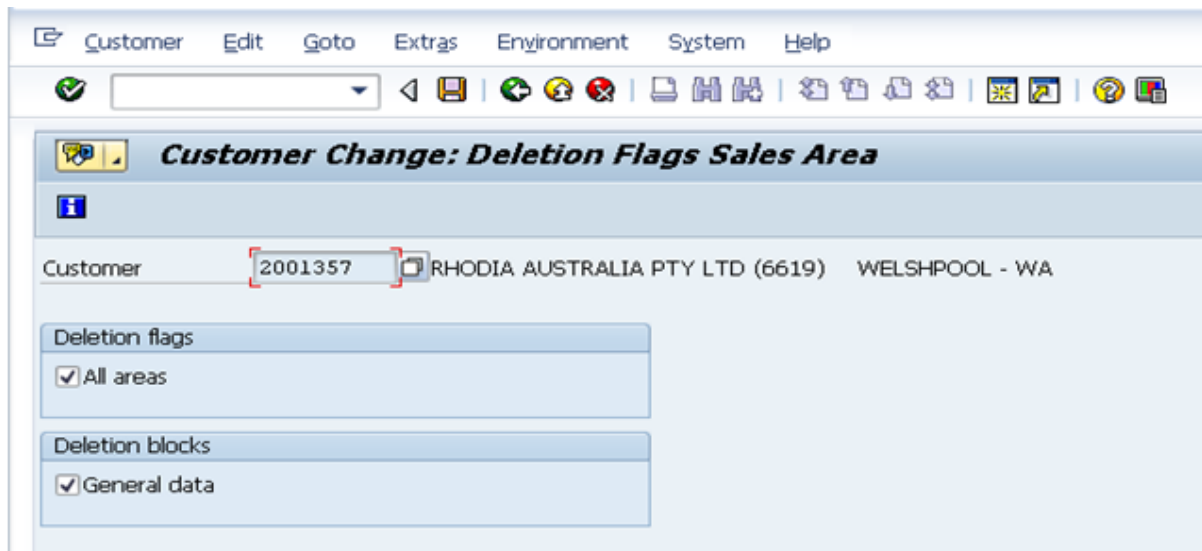 Customer Edit Goto Extras Environment System Help
Customer Change: Deletion Flags Sales Area
Customer 2001357 RHODIA AUSTRALIA PTY LTD (6619) WELSHPOOL - WA
Deletion flags
All areas
Deletion blocks
General data